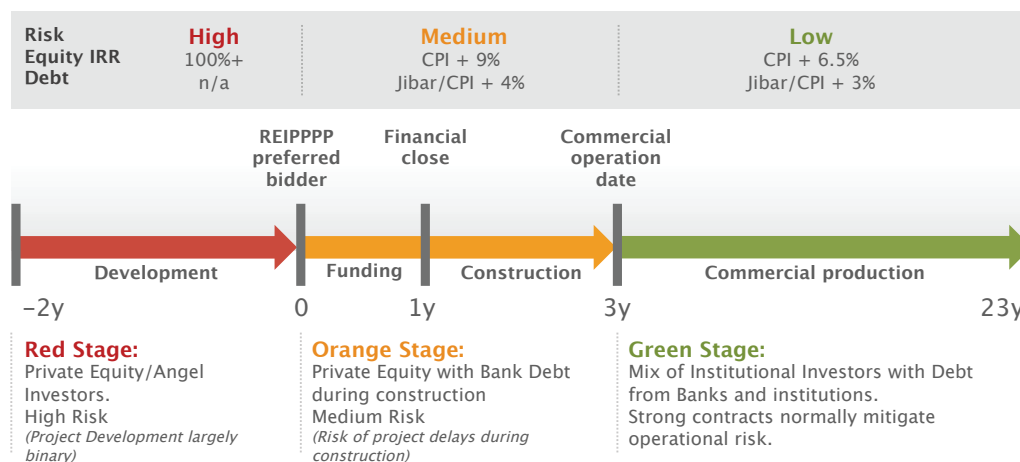 Risk High Medium Low
Equity IRR 100%+ CPI + 9% CPI + 6.5%
Debt n/a Jibar/CPI + 4% Jibar/CPI + 3%
REIPPPP
preferred
bidder
Financial
close
Commercial
operation
date
Development
Funding
Construction
Commercial production
-2y 0 1y 3y 23y
Red Stage:
Private Equity/Angel
Investors.
High Risk
(Project Development largely
binary)
Orange Stage:
Private Equity with Bank Debt
during construction
Medium Risk
(Risk of project delays during
construction)
Green Stage:
Mix of Institutional Investors with Debt
from Banks and institutions.
Strong contracts normally mitigate
operational risk.